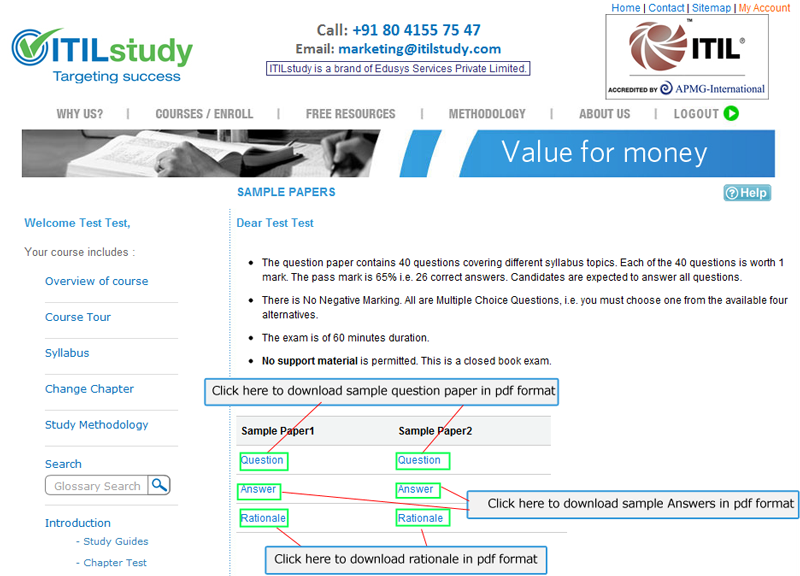 Home | Contact | Sitemap | My Account
ITILstudy
Targeting success
Call: +91 80 4155 75 47
Email: marketing@itilstudy.com
ITILstudy is a brand of Edusys Services Private Limited.
™
ITIL®
ACCREDITED BY APMG-International
WHY US? | COURSES / ENROLL | FREE RESOURCES | METHODOLOGY | ABOUT US | LOGOUT
Value for money
SAMPLE PAPERS
? Help
Welcome Test Test,
Your course includes :
Overview of course
Course Tour
Syllabus
Change Chapter
Study Methodology
Search
Glossary Search
Introduction
- Study Guides
- Chapter Test
Dear Test Test
• The question paper contains 40 questions covering different syllabus topics. Each of the 40 questions is worth 1
mark. The pass mark is 65% i.e. 26 correct answers. Candidates are expected to answer all questions.
• There is No Negative Marking. All are Multiple Choice Questions, i.e. you must choose one from the available four
alternatives.
• The exam is of 60 minutes duration.
• No support material is permitted. This is a closed book exam.
Click here to download sample question paper in pdf format
Sample Paper1 Sample Paper2
Question Question
Answer Answer
Click here to download sample Answers in pdf format
Rationale Rationale
Click here to download rationale in pdf format